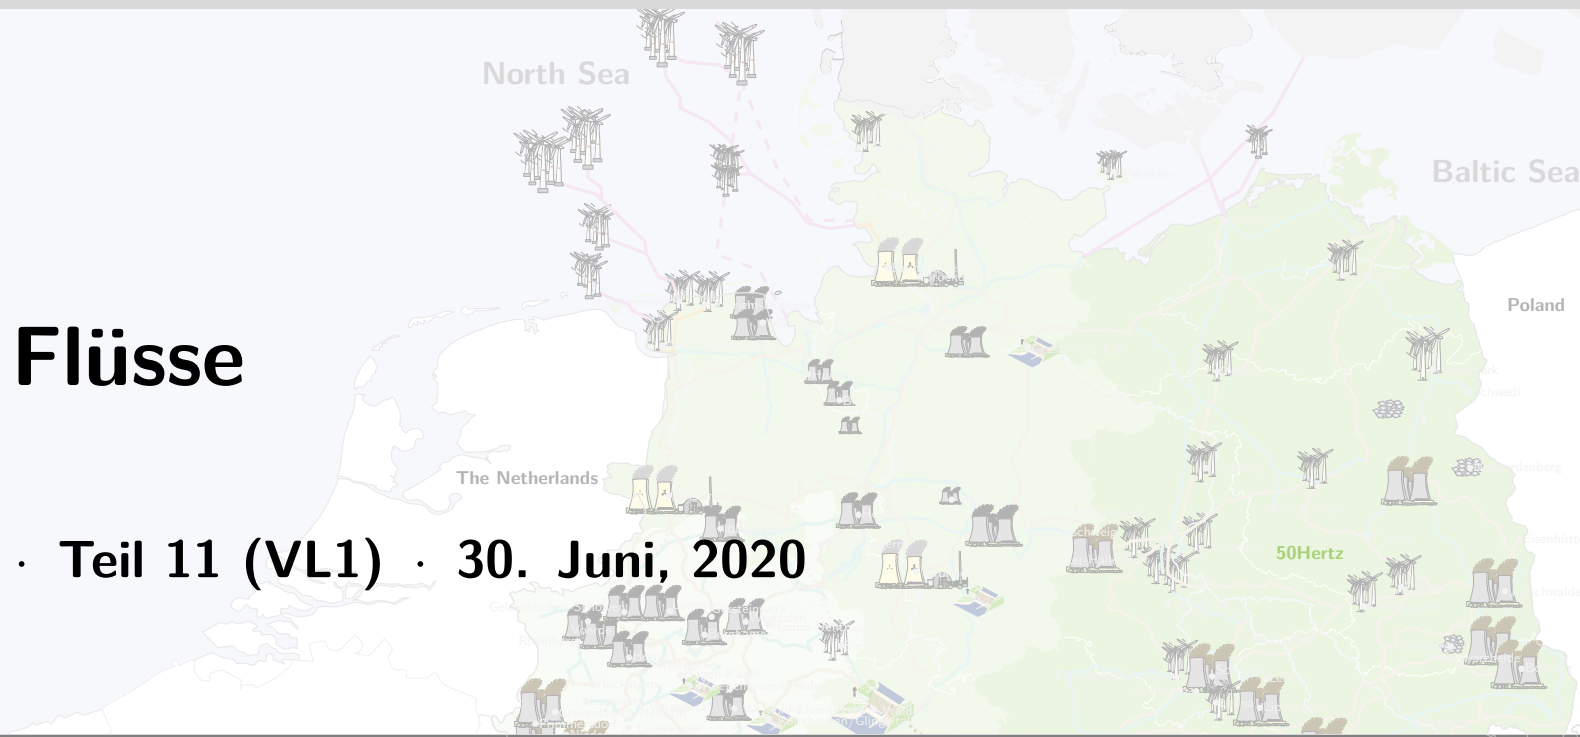 North Sea
Baltic Sea
Poland
Flüsse
The Netherlands
· Teil 11 (VL1) · 30. Juni, 2020
50Hertz